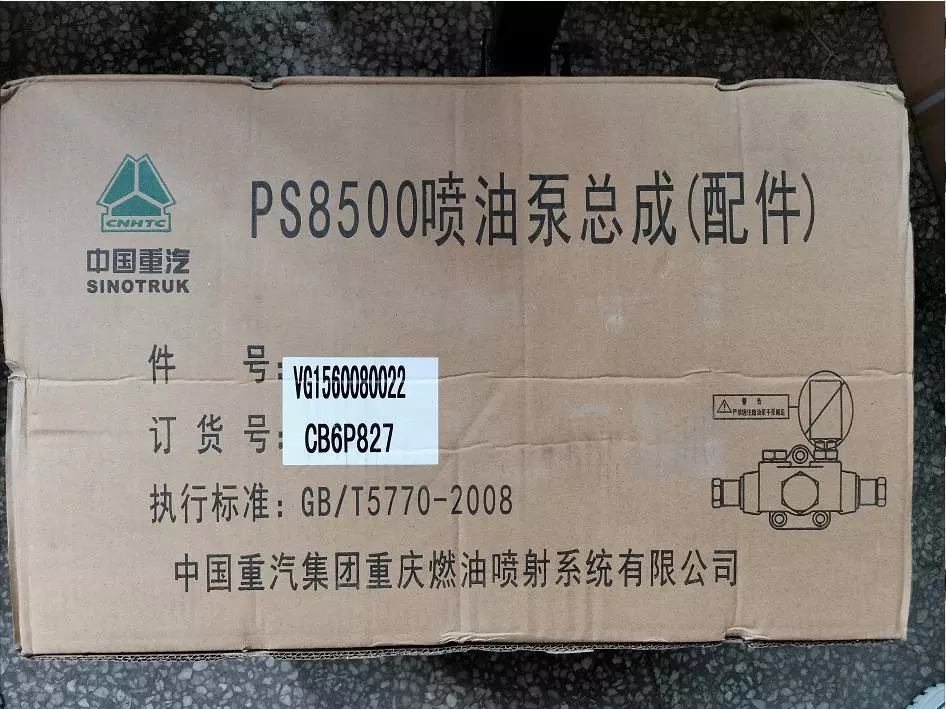 PS8500喷油泵总成(配件)
CNHTC
中国重汽
SINOTRUK
件 号: VG1560080022
订货号: CB6P827
执行标准: GB/T5770-2008
警 告
中国重汽集团重庆燃油喷射系统有限公司